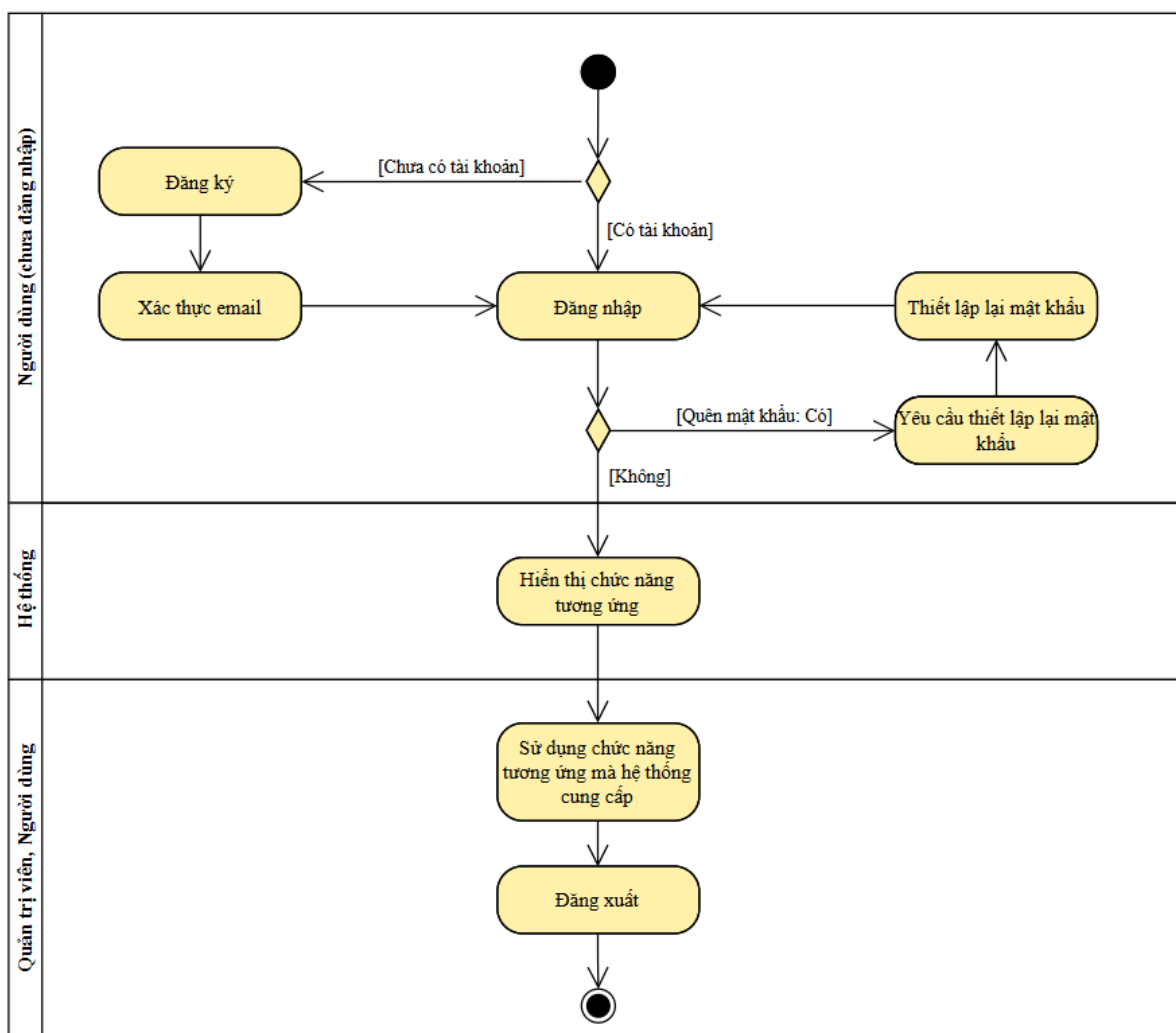 Người dùng (chưa đăng nhập)
[Chưa có tài khoản]
Đăng ký
[Có tài khoản]
Xác thực email
Đăng nhập
Thiết lập lại mật khẩu
[Quên mật khẩu: Có]
Yêu cầu thiết lập lại mật
khẩu
[Không]
Hệ thống
Hiển thị chức năng
tương ứng
Quản trị viên, Người dùng
Sử dụng chức năng
tương ứng mà hệ thống
cung cấp
Đăng xuất